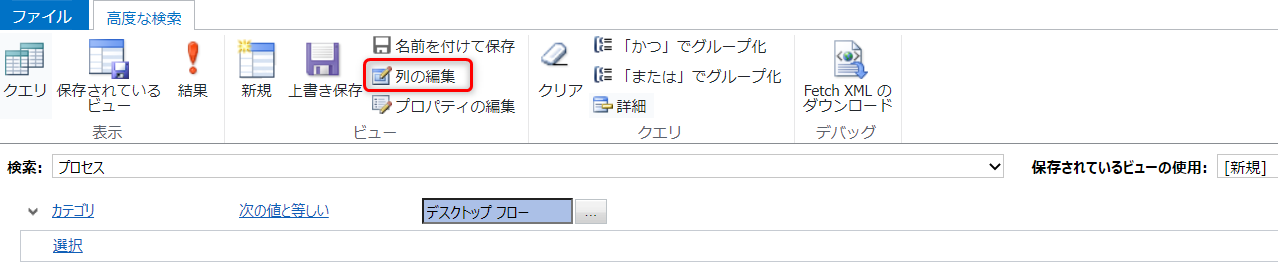 ファイル
高度な検索
クエリ
保存されている
ビュー
結果
表示
新規
上書き保存
名前を付けて保存
列の編集
プロパティの編集
ビュー
クリア
「かつ」でグループ化
「または」でグループ化
詳細
クエリ
Fetch XML の
ダウンロード
デバッグ
検索:
プロセス
保存されているビューの使用:
[新規]
カテゴリ
次の値と等しい
デスクトップ フロー
...
選択